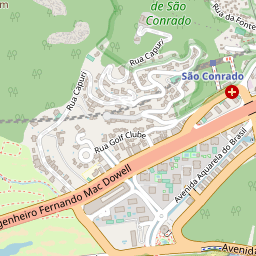 de São
Conrado
Rua Capuri
Rua da Fonte
Rua Capuri
São Conrado
Rua Golf Clube
genheiro Fernando Mac Dowell
Avenida Aquarela do Brasil
Avenida